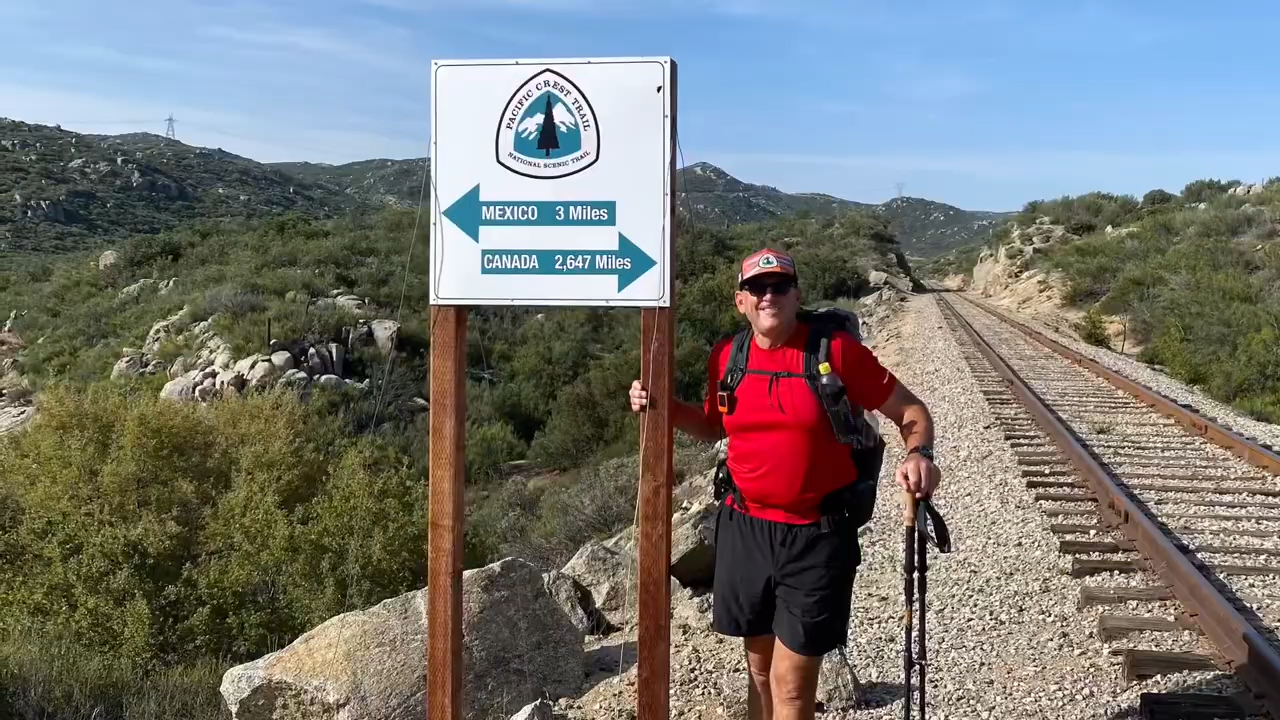 PACIFIC CREST TRAIL
NATIONAL SCENIC TRAIL
MEXICO 3 Miles
CANADA 2,647 Miles